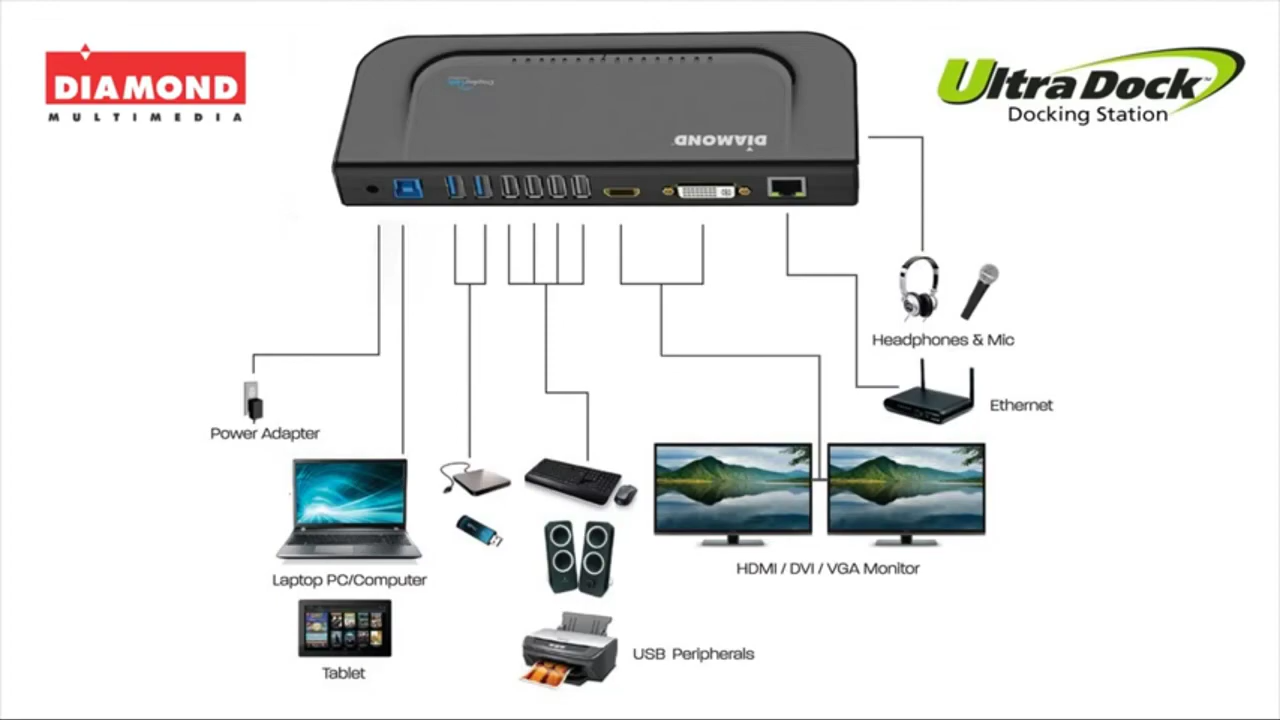 DIAMOND
MULTIMEDIA
DIAMOND
Ultra Dock™
Docking Station
Headphones & Mic
Ethernet
Power Adapter
HDMI / DVI / VGA Monitor
Laptop PC/Computer
USB Peripherals
Tablet